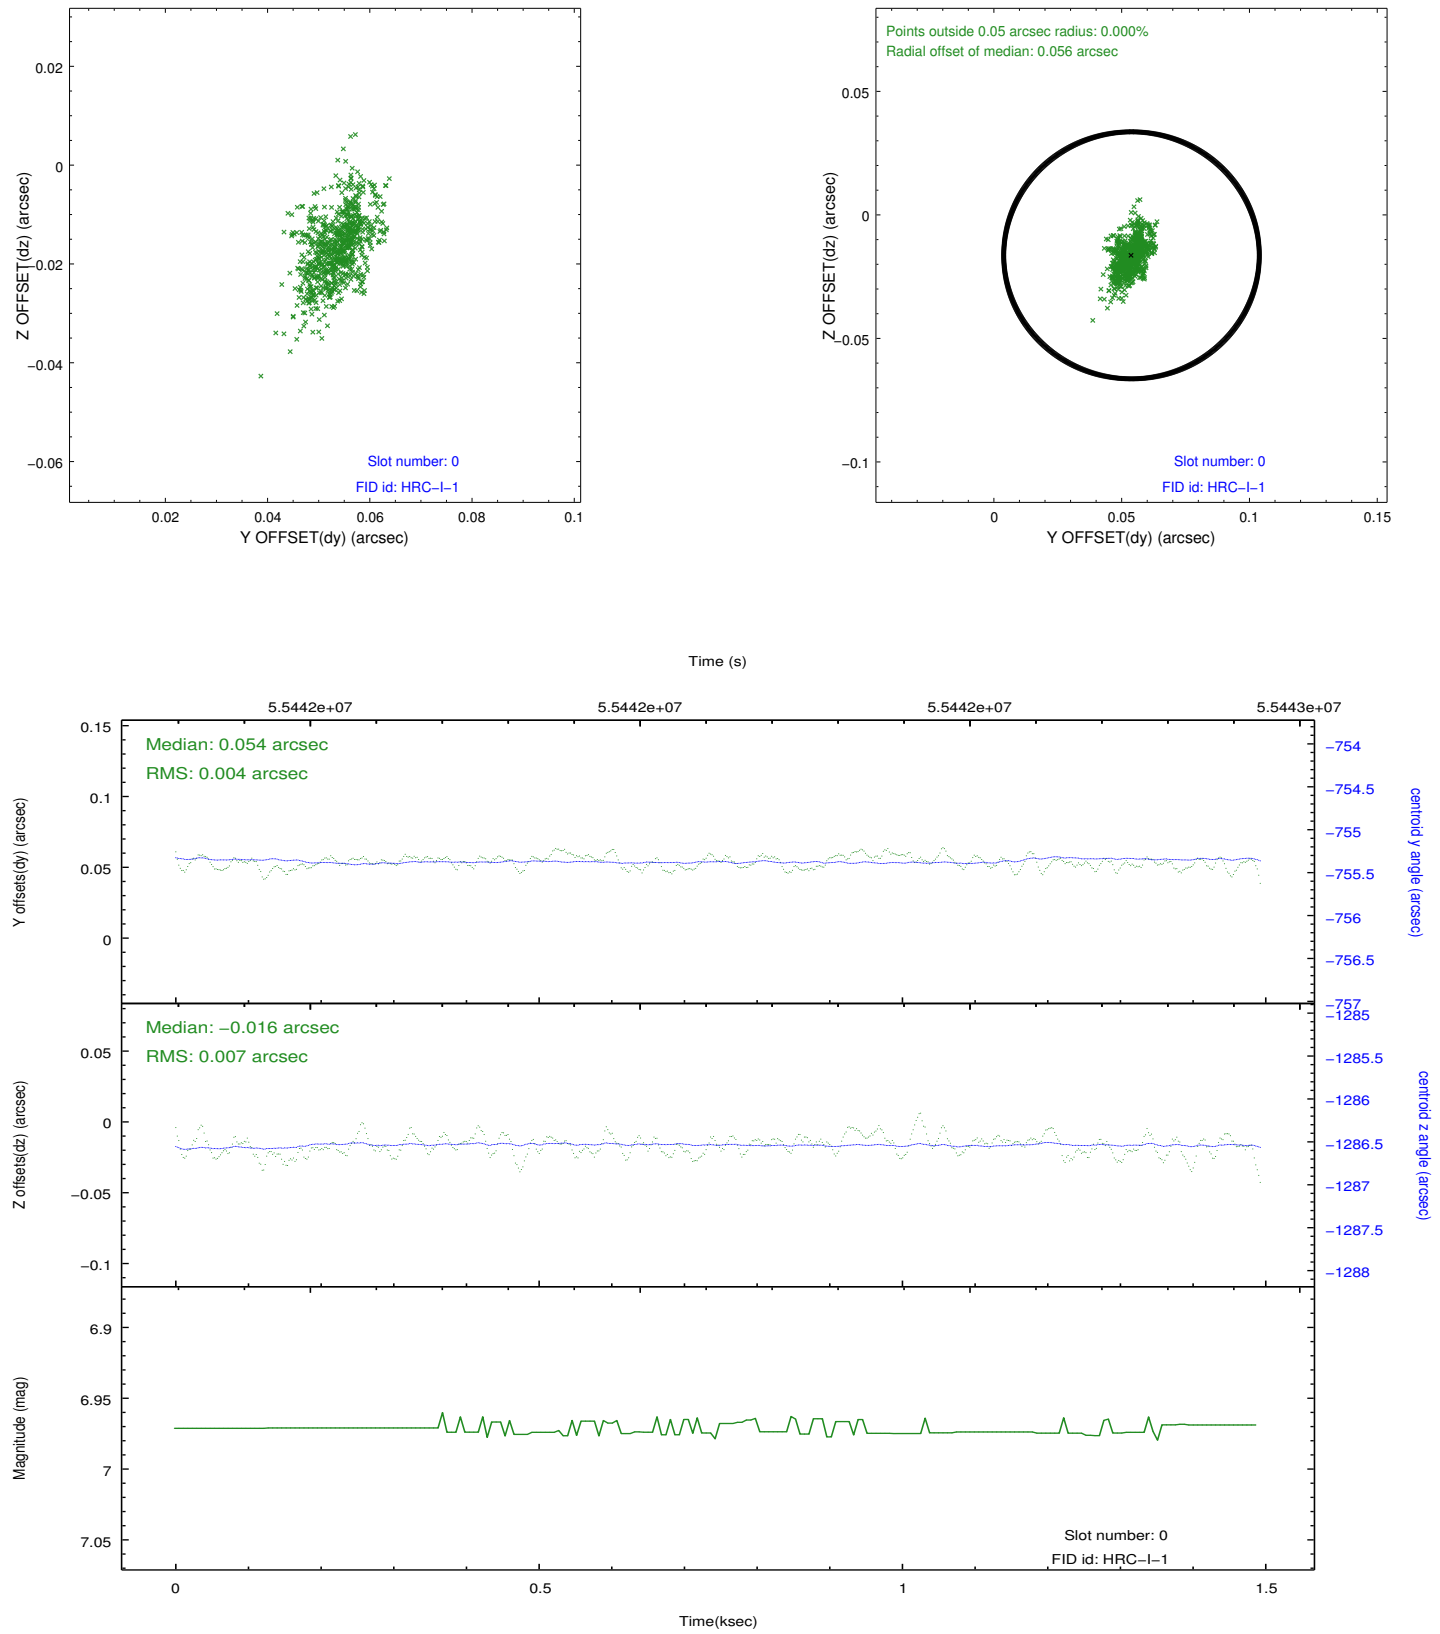 0.02
0
−0.02
−0.04
−0.06
Z OFFSET(dz) (arcsec)
Slot number: 0
FID id: HRC−I−1
0.02 0.04 0.06 0.08 0.1
Y OFFSET(dy) (arcsec)
Points outside 0.05 arcsec radius: 0.000%
Radial offset of median: 0.056 arcsec
0.05
0
−0.05
−0.1
Z OFFSET(dz) (arcsec)
Slot number: 0
FID id: HRC−I−1
0 0.05 0.1 0.15
Y OFFSET(dy) (arcsec)
Time (s)
5.5442e+07 5.5442e+07 5.5442e+07 5.5443e+07
Median: 0.054 arcsec
RMS: 0.004 arcsec
0.15
0.1
0.05
0
Y offsets(dy) (arcsec)
−754
−754.5
−755
−755.5
−756
−756.5
−757
centroid y angle (arcsec)
Median: −0.016 arcsec
RMS: 0.007 arcsec
0.05
0
−0.05
−0.1
Z offsets(dz) (arcsec)
−1285
−1285.5
−1286
−1286.5
−1287
−1287.5
−1288
centroid z angle (arcsec)
6.9
6.95
7
7.05
Magnitude (mag)
Slot number: 0
FID id: HRC−I−1
0 0.5 1 1.5
Time(ksec)